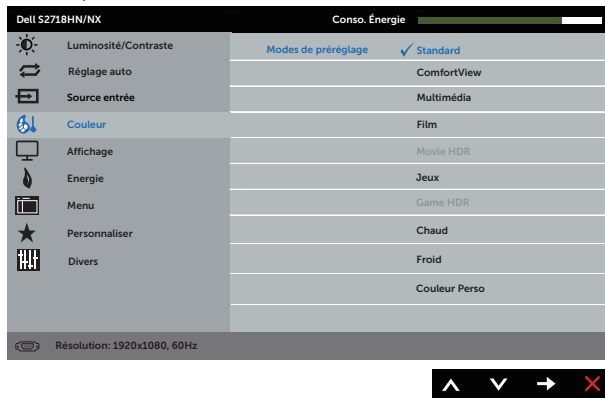 Dell S2718HN/NX Conso. Énergie
Luminosité/Contraste Modes de préréglage Standard
Réglage auto ComfortView
Source entrée Multimédia
Couleur Film
Affichage Movie HDR
Energie Jeux
Menu Game HDR
Personnaliser Chaud
Divers Froid
Couleur Perso
Résolution: 1920x1080, 60Hz